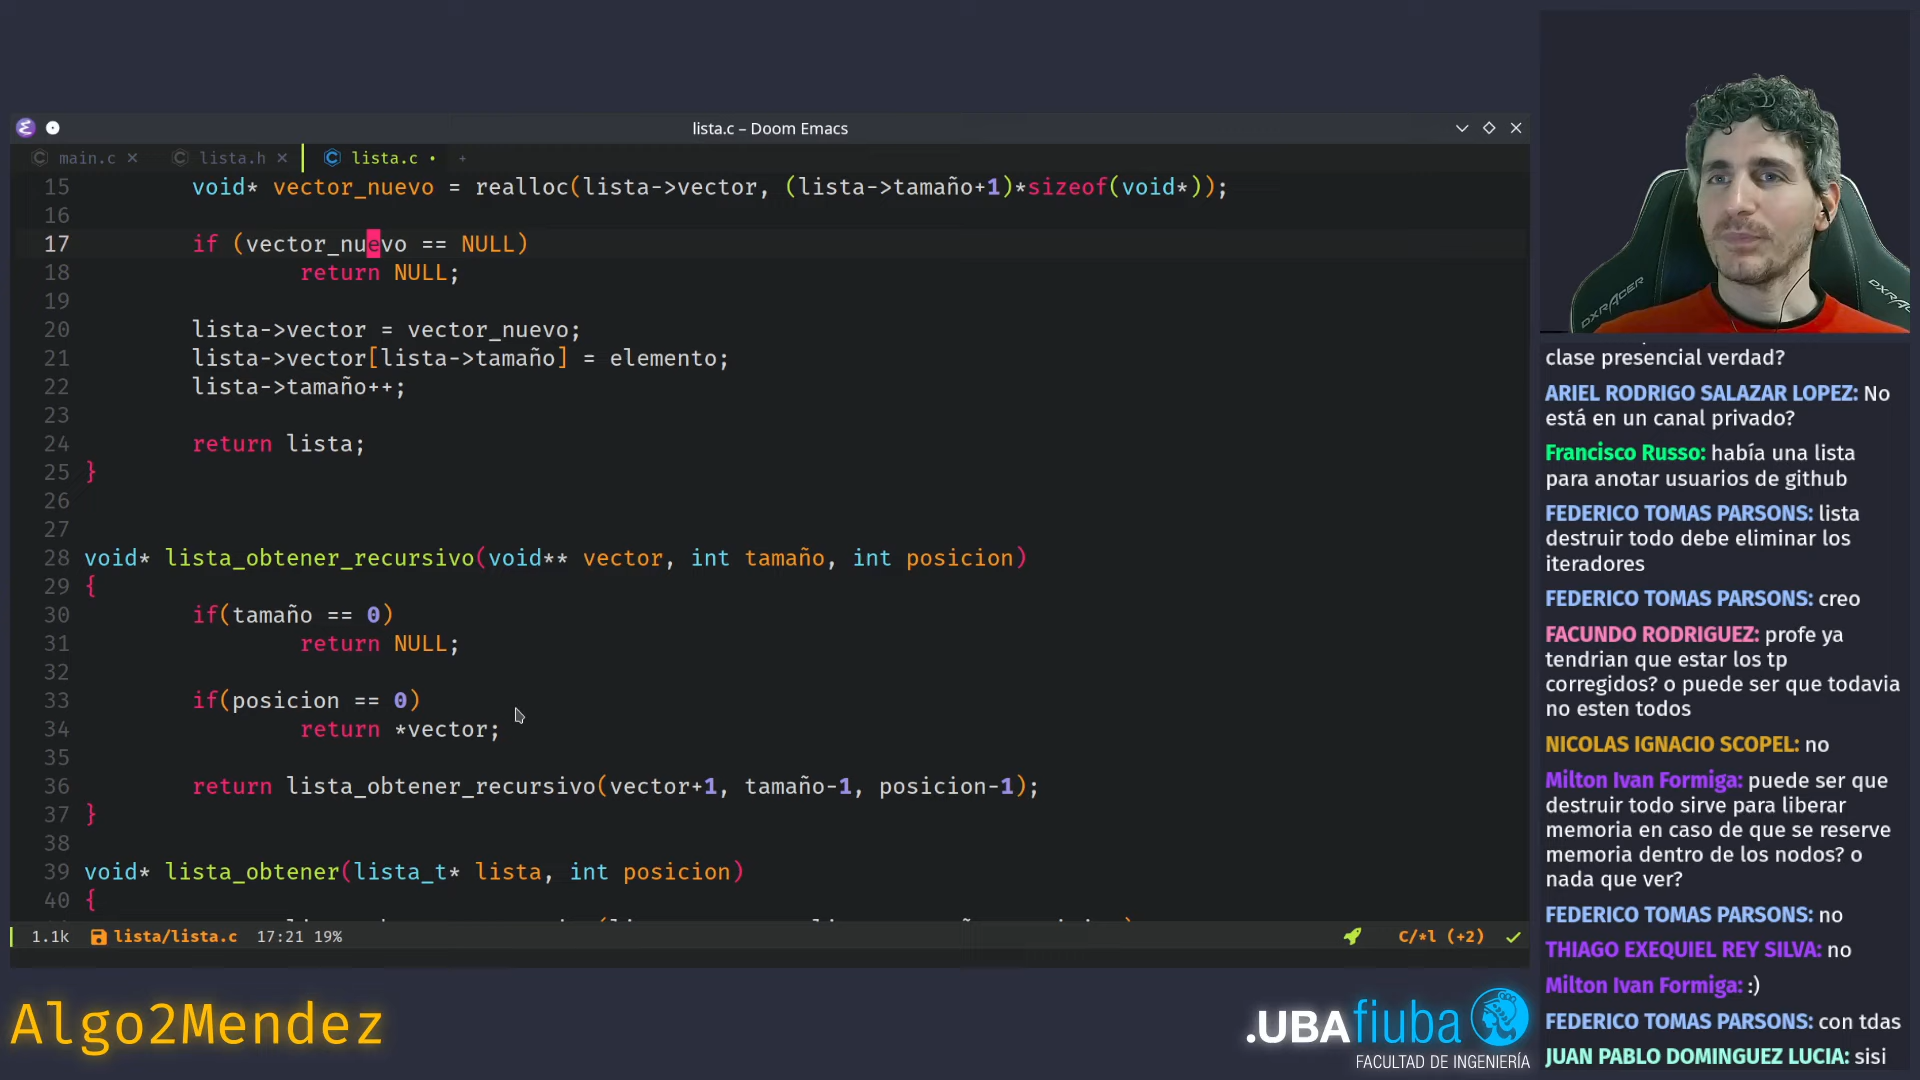 lista.c – Doom Emacs
main.c
lista.h
lista.c
15 void* vector_nuevo = realloc(lista->vector, (lista->tamaño+1)*sizeof(void*));
16
17 if (vector_nuevo == NULL)
18 return NULL;
19
20 lista->vector = vector_nuevo;
21 lista->vector[lista->tamaño] = elemento;
22 lista->tamaño++;
23
24 return lista;
25 }
26
27
28 void* lista_obtener_recursivo(void** vector, int tamaño, int posicion)
29 {
30 if(tamaño == 0)
31 return NULL;
32
33 if(posicion == 0)
34 return *vector;
35
36 return lista_obtener_recursivo(vector+1, tamaño-1, posicion-1);
37 }
38
39 void* lista_obtener(lista_t* lista, int posicion)
40 {
1.1k lista/lista.c 17:21 19% C/*l (+2)
Algo2Mendez
.UBAfiuba
FACULTAD DE INGENIERÍA
DXRACER
DXRACER
clase presencial verdad?
ARIEL RODRIGO SALAZAR LOPEZ: No
está en un canal privado?
Francisco Russo: había una lista
para anotar usuarios de github
FEDERICO TOMAS PARSONS: lista
destruir todo debe eliminar los
iteradores
FEDERICO TOMAS PARSONS: creo
FACUNDO RODRIGUEZ: profe ya
tendrian que estar los tp
corregidos? o puede ser que todavia
no esten todos
NICOLAS IGNACIO SCOPEL: no
Milton Ivan Formiga: puede ser que
destruir todo sirve para liberar
memoria en caso de que se reserve
memoria dentro de los nodos? o
nada que ver?
FEDERICO TOMAS PARSONS: no
THIAGO EXEQUIEL REY SILVA: no
Milton Ivan Formiga: :)
FEDERICO TOMAS PARSONS: con tdas
JUAN PABLO DOMINGUEZ LUCIA: sisi